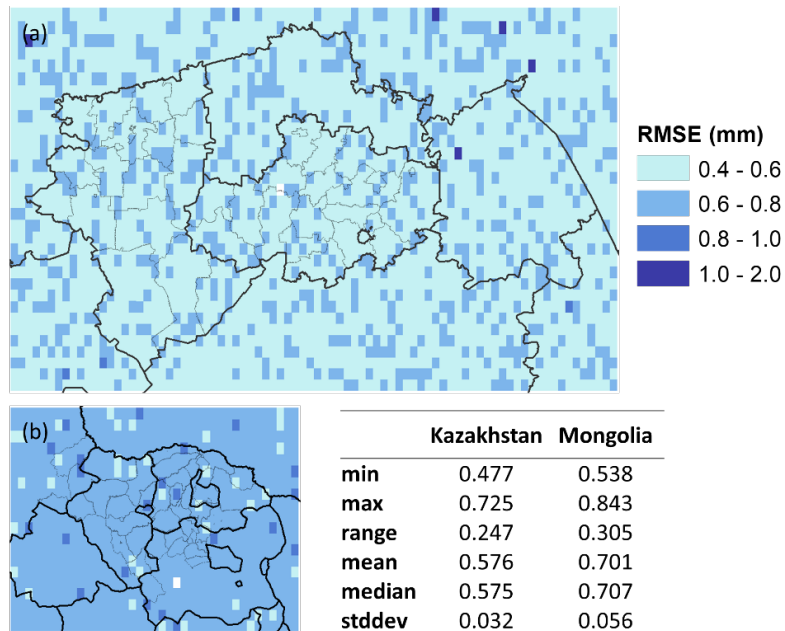 (a)
RMSE (mm)
0.4 - 0.6
0.6 - 0.8
0.8 - 1.0
1.0 - 2.0
(b)
Kazakhstan Mongolia
min 0.477 0.538
max 0.725 0.843
range 0.247 0.305
mean 0.576 0.701
median 0.575 0.707
stddev 0.032 0.056